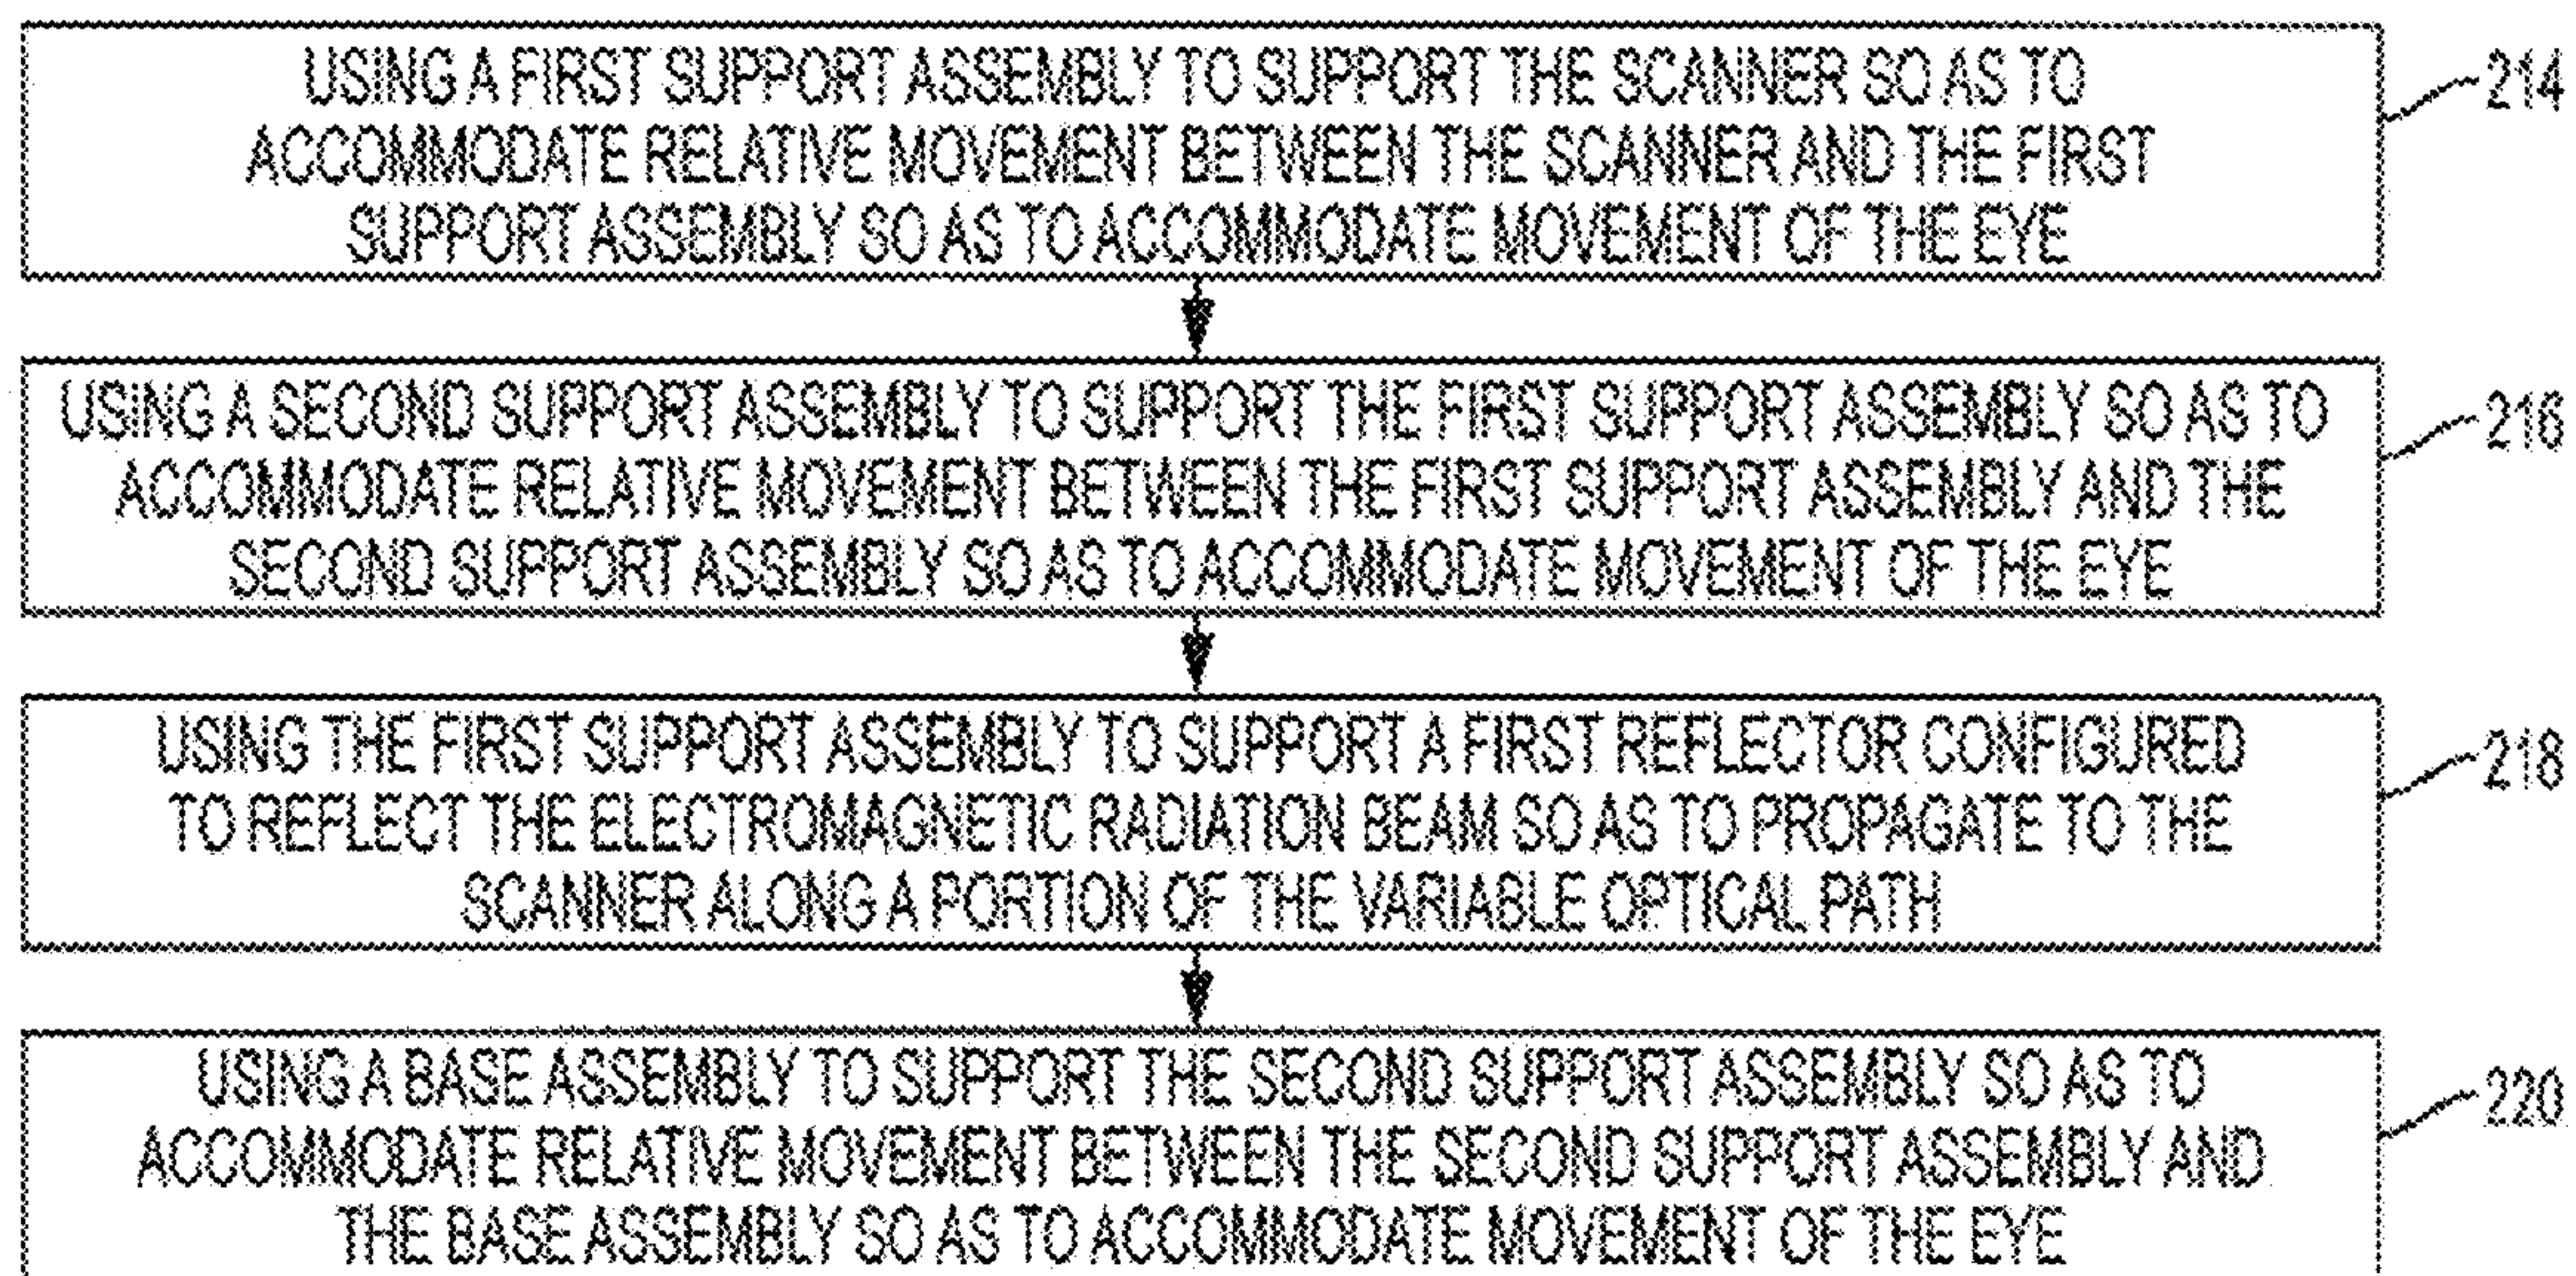 USING A FIRST SUPPORT ASSEMBLY TO SUPPORT THE SCANNER SO AS TO
ACCOMMODATE RELATIVE MOVEMENT BETWEEN THE SCANNER AND THE FIRST
SUPPORT ASSEMBLY SO AS TO ACCOMMODATE MOVEMENT OF THE EYE
214
USING A SECOND SUPPORT ASSEMBLY TO SUPPORT THE FIRST SUPPORT ASSEMBLY SO AS TO
ACCOMMODATE RELATIVE MOVEMENT BETWEEN THE FIRST SUPPORT ASSEMBLY AND THE
SECOND SUPPORT ASSEMBLY SO AS TO ACCOMMODATE MOVEMENT OF THE EYE
216
USING THE FIRST SUPPORT ASSEMBLY TO SUPPORT A FIRST REFLECTOR CONFIGURED
TO REFLECT THE ELECTROMAGNETIC RADIATION BEAM SO AS TO PROPAGATE TO THE
SCANNER ALONG A PORTION OF THE VARIABLE OPTICAL PATH
218
USING A BASE ASSEMBLY TO SUPPORT THE SECOND SUPPORT ASSEMBLY SO AS TO
ACCOMMODATE RELATIVE MOVEMENT BETWEEN THE SECOND SUPPORT ASSEMBLY AND
THE BASE ASSEMBLY SO AS TO ACCOMMODATE MOVEMENT OF THE EYE
220